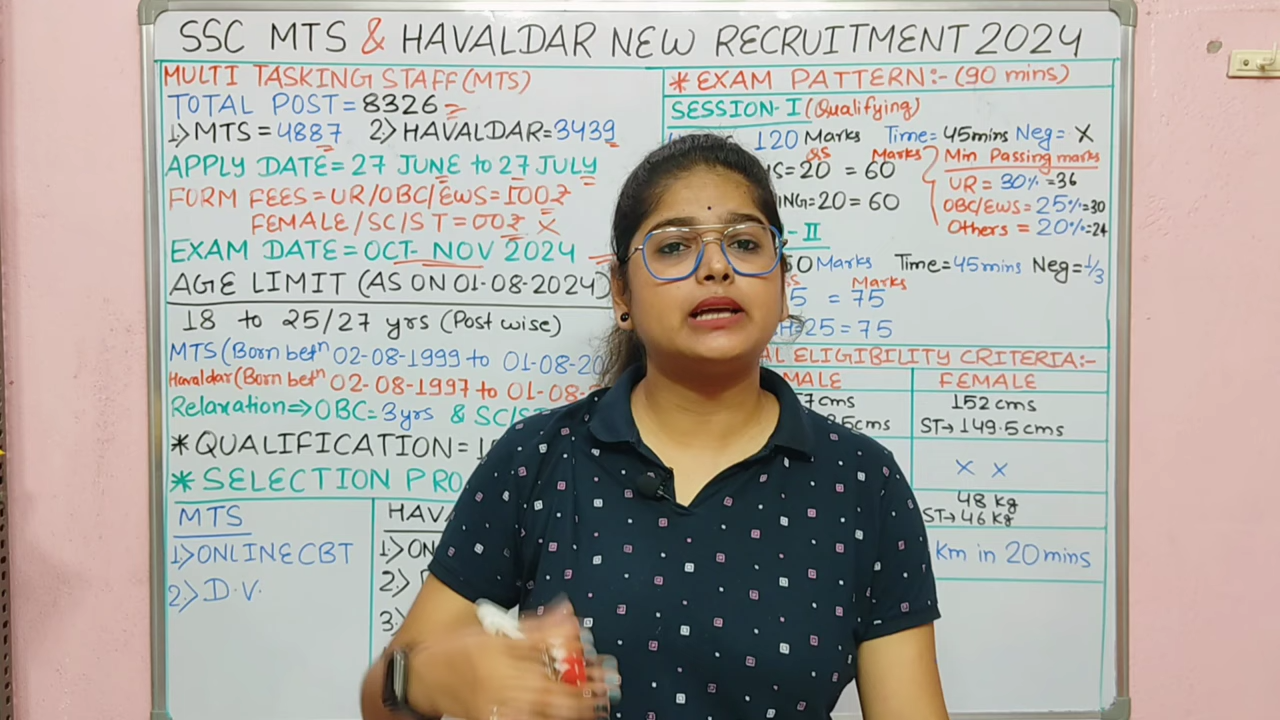 SSC MTS & HAVALDAR NEW RECRUITMENT 2024
MULTI TASKING STAFF (MTS)
TOTAL POST = 8326
1) MTS = 4887 2) HAVALDAR = 3439
APPLY DATE = 27 JUNE to 27 JULY
FORM FEES = UR/OBC/EWS = 100₹
FEMALE/SC/ST = 00₹ X
EXAM DATE = OCT-NOV 2024
AGE LIMIT (AS ON 01-08-2024)
18 to 25/27 yrs (Post wise)
MTS (Born betn 02-08-1999 to 01-08-20
Havaldar (Born betn 02-08-1997 to 01-08-
Relaxation => OBC = 3yrs & SC/ST
* QUALIFICATION = 1
* SELECTION PRO
MTS
1) ONLINE CBT
2) D.V.
HAVA
1) ON
2)
3)
* EXAM PATTERN:- (90 mins)
SESSION-I (Qualifying)
120 Marks Time = 45mins Neg = X
Qs Marks
S = 20 = 60
ING = 20 = 60
Min Passing marks
UR = 30% = 36
OBC/EWS = 25% = 30
Others = 20% = 24
-II
50 Marks Time = 45mins Neg = 1/3
Marks
5 = 75
H-25 = 75
AL ELIGIBILITY CRITERIA:-
MALE FEMALE
7cms 152 cms
5cms ST→ 149.5cms
X X
48 kg
ST→ 46 kg
Km in 20 mins